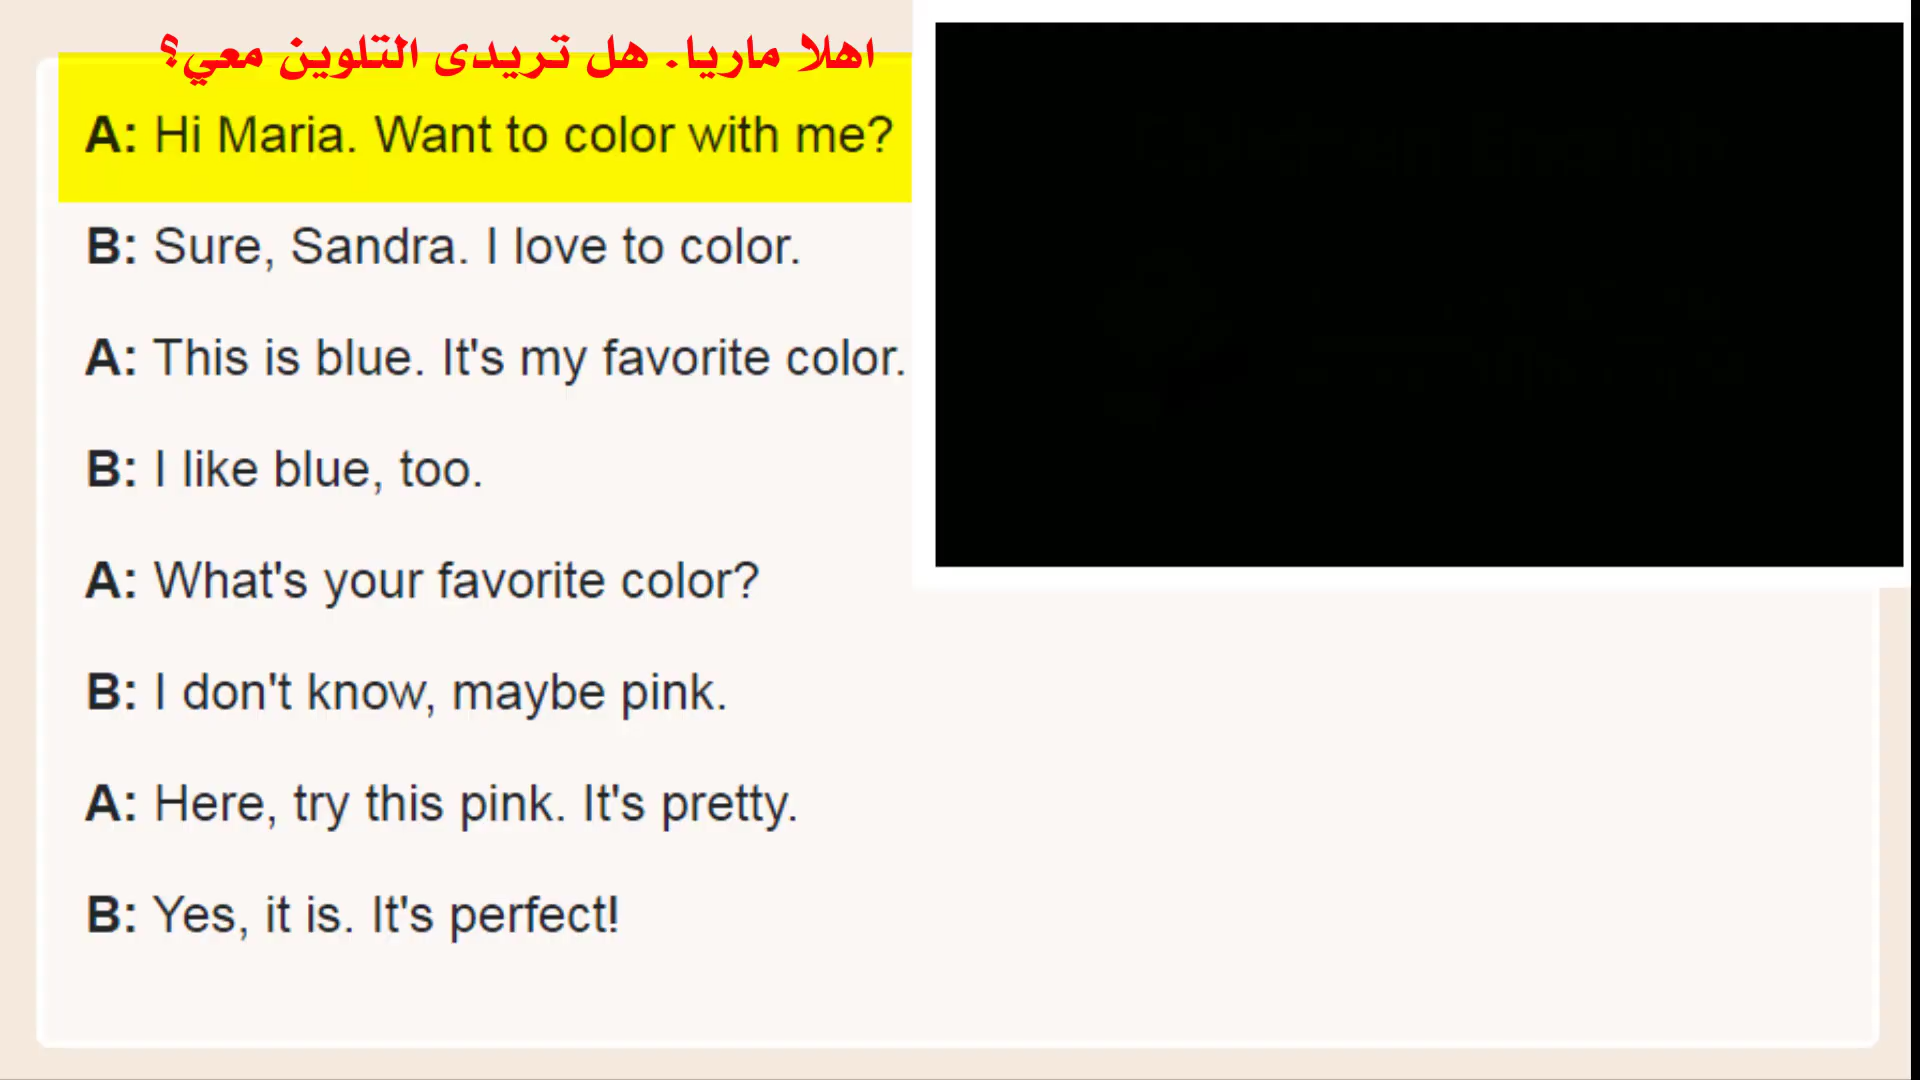 اهلا ماريا. هل تريدى التلوين معي؟
A: Hi Maria. Want to color with me?
B: Sure, Sandra. I love to color.
A: This is blue. It's my favorite color.
B: I like blue, too.
A: What's your favorite color?
B: I don't know, maybe pink.
A: Here, try this pink. It's pretty.
B: Yes, it is. It's perfect!